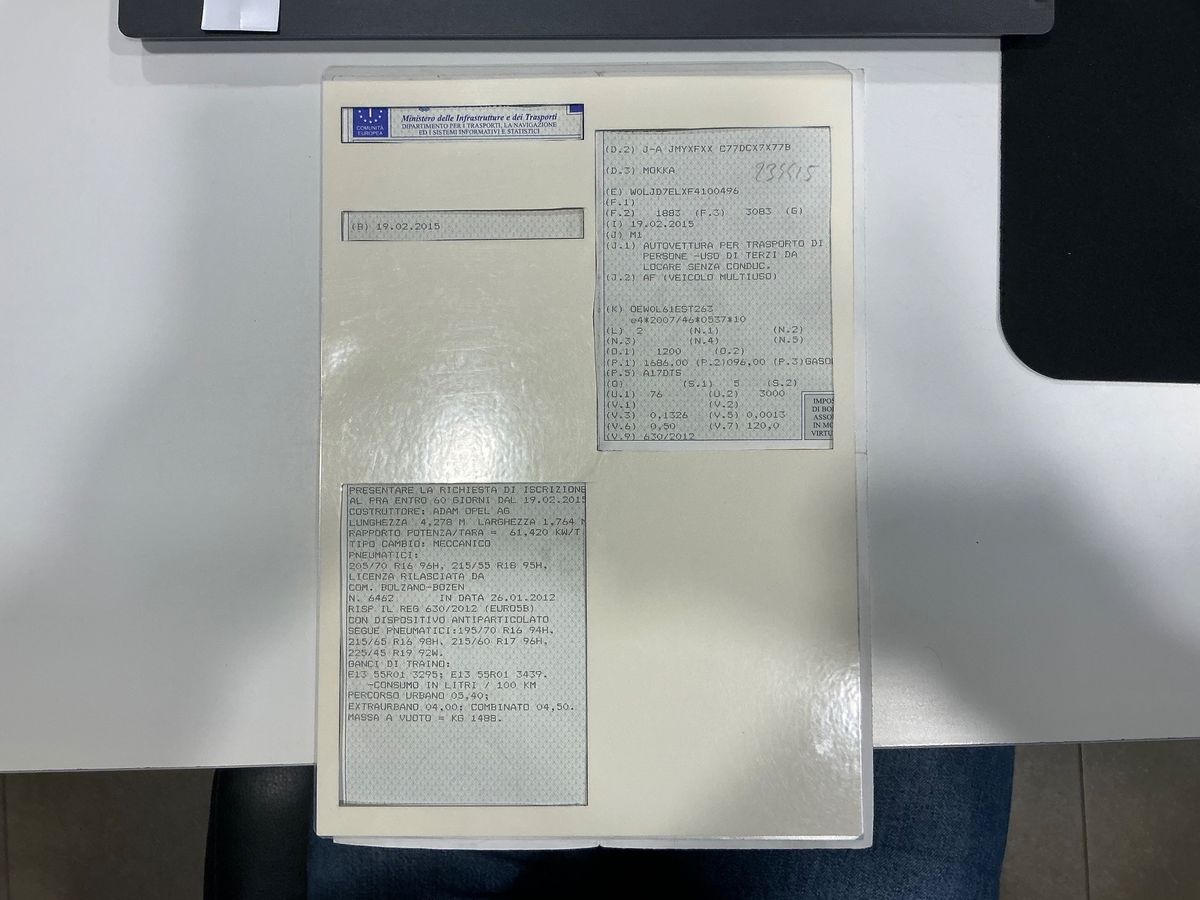 COMUNITÀ
EUROPEA
Ministero delle Infrastrutture e dei Trasporti
DIPARTIMENTO PER I TRASPORTI, LA NAVIGAZIONE
ED I SISTEMI INFORMATIVI E STATISTICI
(B) 19.02.2015
PRESENTARE LA RICHIESTA DI ISCRIZIONE
AL PRA ENTRO 60 GIORNI DAL 19.02.2015
COSTRUTTORE: ADAM OPEL AG
LUNGHEZZA 4,278 M LARGHEZZA 1,764 M
RAPPORTO POTENZA/TARA = 61,420 KW/T
TIPO CAMBIO: MECCANICO
PNEUMATICI:
205/70 R16 96H, 215/55 R18 95H,
LICENZA RILASCIATA DA
COM. BOLZANO-BOZEN
N. 6462 IN DATA 26.01.2012
RISP IL REG 630/2012 (EURO5B)
CON DISPOSITIVO ANTIPARTICOLATO
SEGUE PNEUMATICI:195/70 R16 94H,
215/65 R16 98H, 215/60 R17 96H,
225/45 R19 92W.
GANCI DI TRAINO:
E13 55R01 3295; E13 55R01 3439.
-CONSUMO IN LITRI / 100 KM
PERCORSO URBANO 05,40;
EXTRAURBANO 04,00; COMBINATO 04,50.
MASSA A VUOTO = KG 1488.
(D.2) J-A JMYXFXX C77DCX7X77B
(D.3) MOKKA
(E) W0LJD7ELXF4100496
(F.1)
(F.2) 1883 (F.3) 3083 (G)
(I) 19.02.2015
(J) M1
(J.1) AUTOVETTURA PER TRASPORTO DI
PERSONE -USO DI TERZI DA
LOCARE SENZA CONDUC.
(J.2) AF (VEICOLO MULTIUSO)
(K) OEW0L61EST263
e4*2007/46*0537*10
(L) 2 (N.1) (N.2)
(N.3) (N.4) (N.5)
(O.1) 1200 (O.2)
(P.1) 1686,00 (P.2)096,00 (P.3)GASOL
(P.5) A17DTS
(Q) (S.1) 5 (S.2)
(U.1) 76 (U.2) 3000
(V.1) (V.2)
(V.3) 0,1326 (V.5) 0,0013
(V.6) 0,50 (V.7) 120,0
(V.9) 630/2012
IMPOS
DI BO
ASSO
IN MO
VIRTU